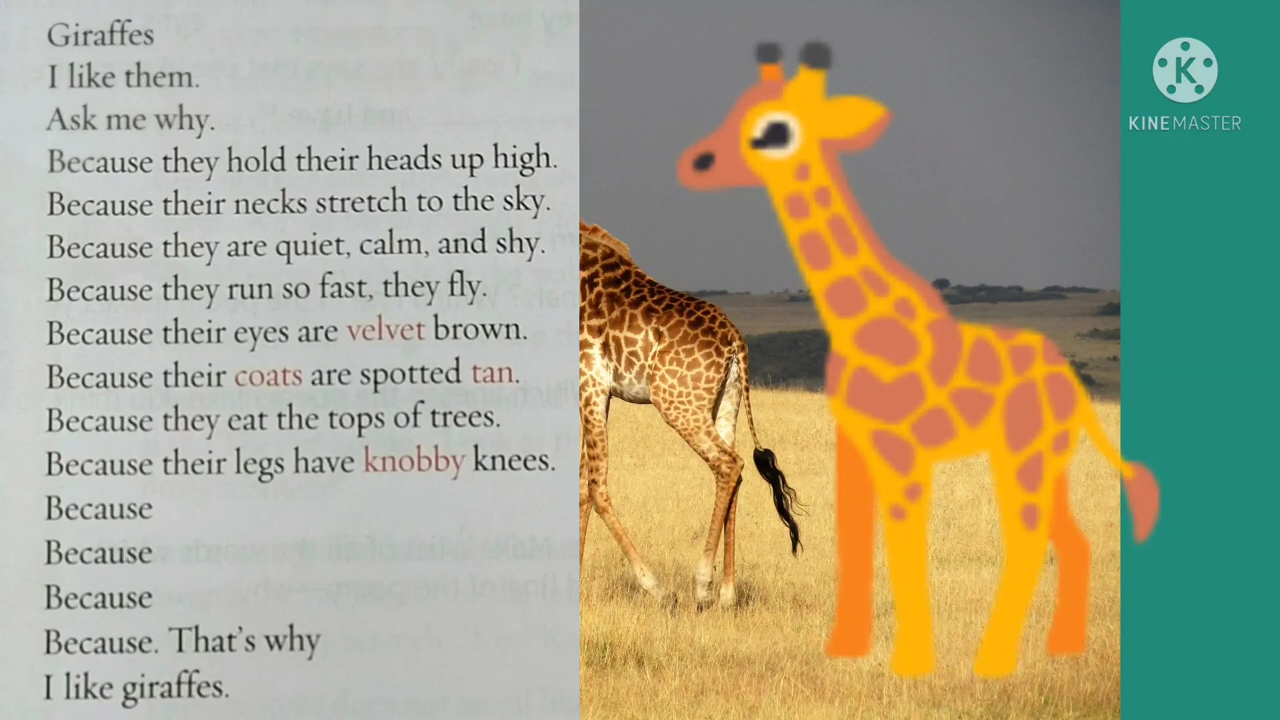 Giraffes
I like them.
Ask me why.
Because they hold their heads up high.
Because their necks stretch to the sky.
Because they are quiet, calm, and shy.
Because they run so fast, they fly.
Because their eyes are velvet brown.
Because their coats are spotted tan.
Because they eat the tops of trees.
Because their legs have knobby knees.
Because
Because
Because
Because. That's why
I like giraffes.
K
KINEMASTER